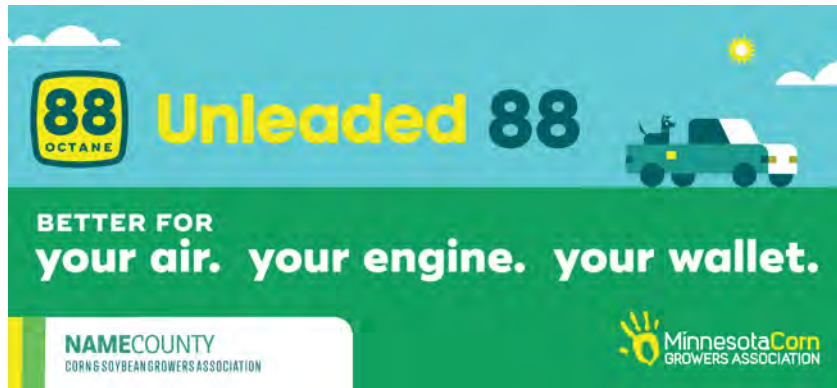 88
OCTANE
Unleaded 88
BETTER FOR
your air. your engine. your wallet.
NAMECOUNTY
CORN & SOYBEAN GROWERS ASSOCIATION
MinnesotaCorn
GROWERS ASSOCIATION